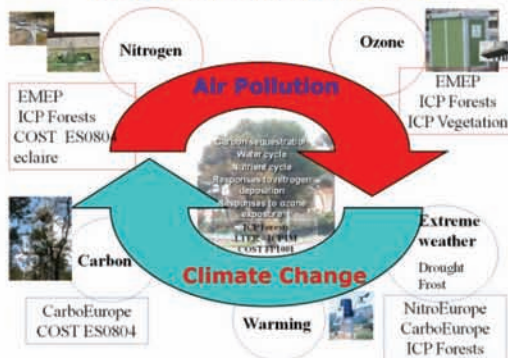 Nitrogen
Ozone
Air Pollution
EMEP
ICP Forests
COST ES0804
eclaire
EMEP
ICP Forests
ICP Vegetation
Carbon sequestration
Water cycle
Nutrient cycle
Responses to nitrogen
deposition
Responses to ozone
exposure
ICP Forests
COST FP1001
Extreme
weather
Drought
Frost
Carbon
Climate Change
CarboEurope
COST ES0804
Warming
NitroEurope
CarboEurope
ICP Forests